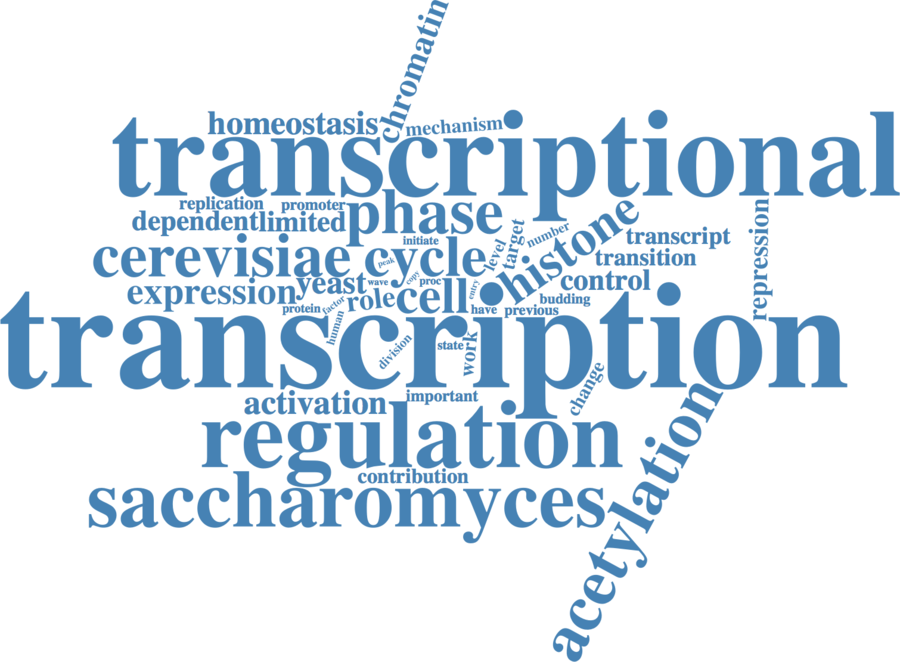 chromatin
homeostasis
mechanism
transcriptional
replication
promoter
dependent
limited
phase
initiate
number
target
level
histone
transcript
transition
repression
cerevisiae
cycle
peak
copy
proc
wave
entry
control
budding
expression
yeast
factor
role
cell
protein
human
have
previous
transcription
division
state
work
change
activation
important
regulation
acetylation
contribution
saccharomyces